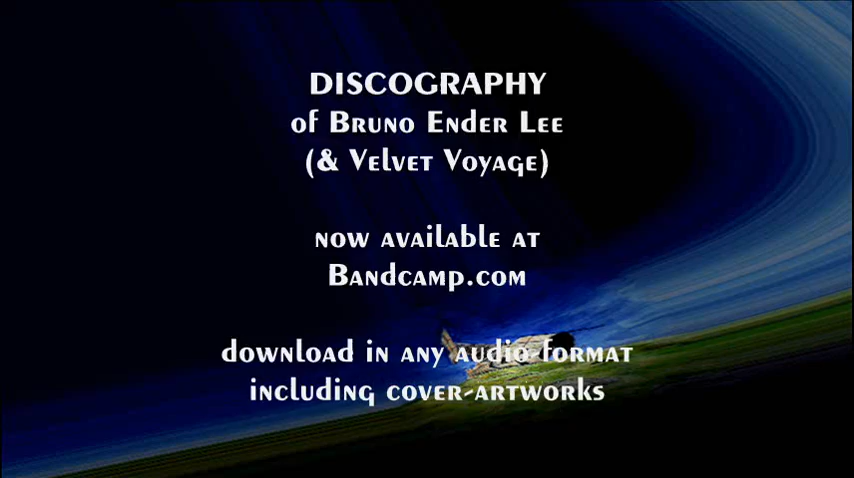 DISCOGRAPHY
of Bruno Ender Lee
(& Velvet Voyage)
now available at
Bandcamp.com
download in any audio-format
including cover-artworks